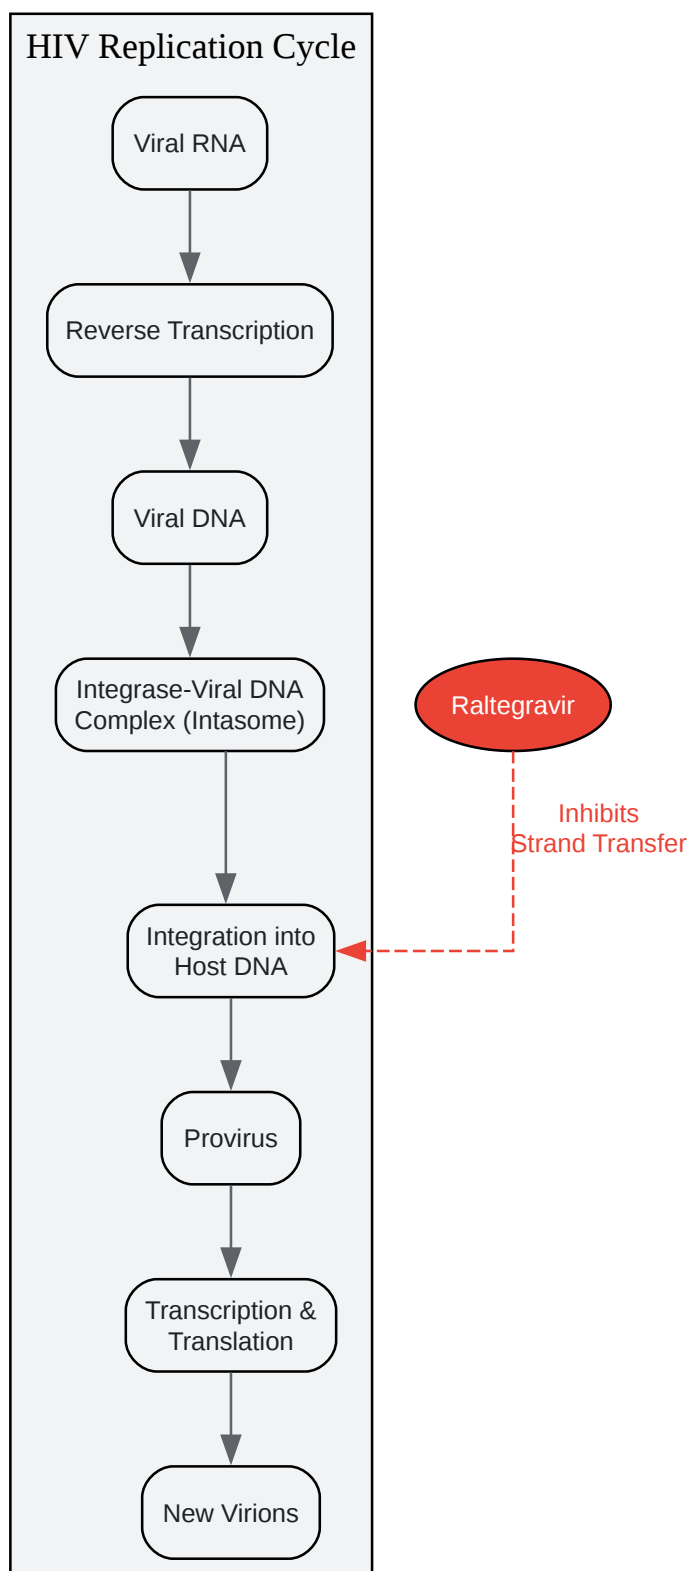 HIV Replication Cycle
Viral RNA
Reverse Transcription
Viral DNA
Integrase-Viral DNA
Complex (Intasome)
Raltegravir
Inhibits
Strand Transfer
Integration into
Host DNA
Provirus
Transcription &
Translation
New Virions